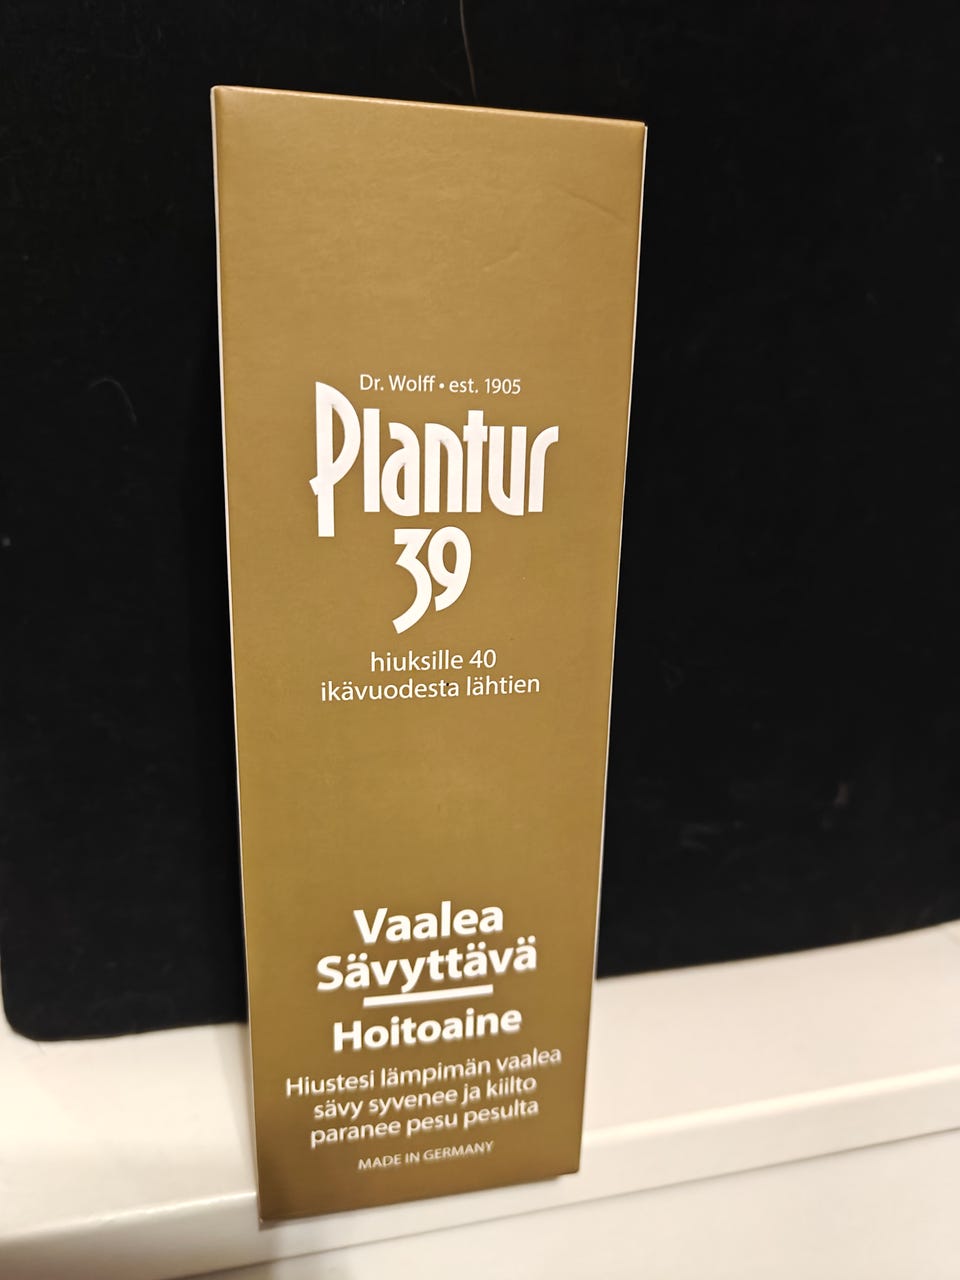 Dr. Wolff • est. 1905
Plantur
39
hiuksille 40
ikävuodesta lähtien
Vaalea
Sävyttävä
Hoitoaine
Hiustesi lämpimän vaalea
sävy syvenee ja kiilto
paranee pesu pesulta
MADE IN GERMANY